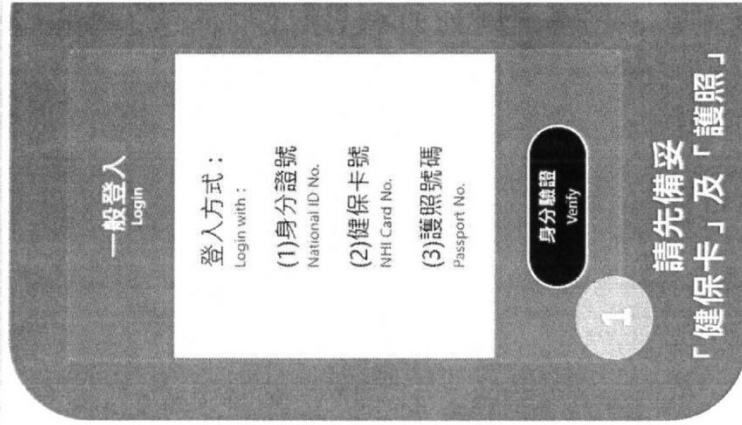 一般登入
Login
登入方式：
Login with :
(1)身分證號
National ID No.
(2)健保卡號
NHI Card No.
(3)護照號碼
Passport No.
身分驗證
Verify
1
請先備妥
「健保卡」及「護照」